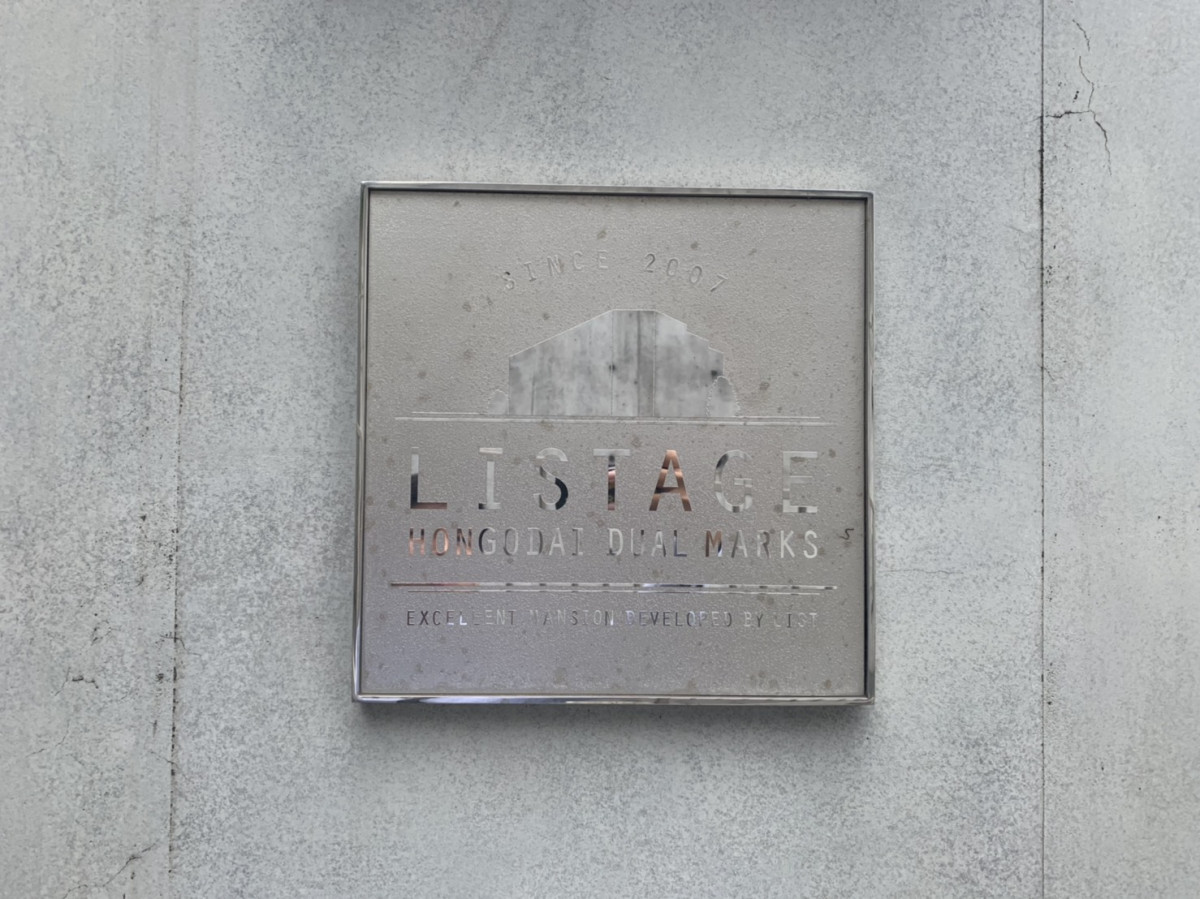 SINCE 2007
LISTAGE
HONGODAI DUAL MARKS
EXCELLENT MANSION DEVELOPED BY LIST